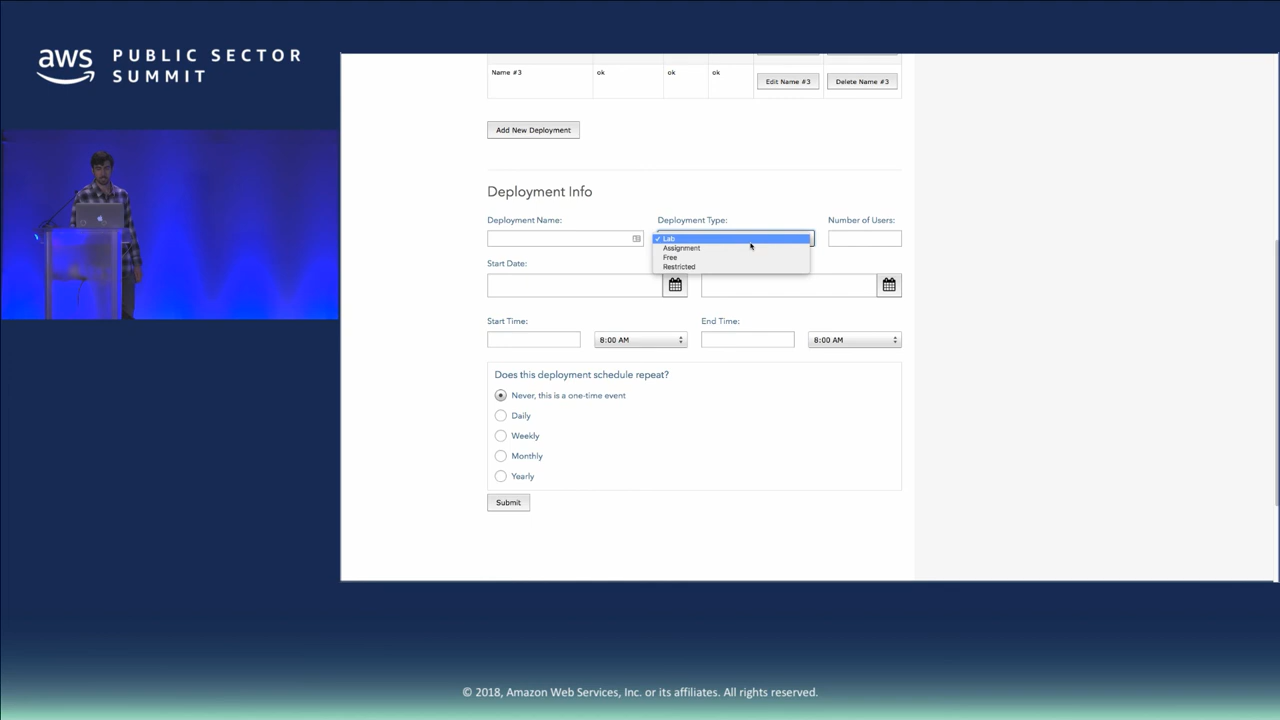 aws PUBLIC SECTOR
SUMMIT
Name #3 ok ok ok Edit Name #3 Delete Name #3
Add New Deployment
Deployment Info
Deployment Name: Deployment Type: Number of Users:
✓ Lab
Assignment
Free
Restricted
Start Date:
Start Time: End Time:
8:00 AM 8:00 AM
Does this deployment schedule repeat?
Never, this is a one-time event
Daily
Weekly
Monthly
Yearly
Submit
© 2018, Amazon Web Services, Inc. or its affiliates. All rights reserved.